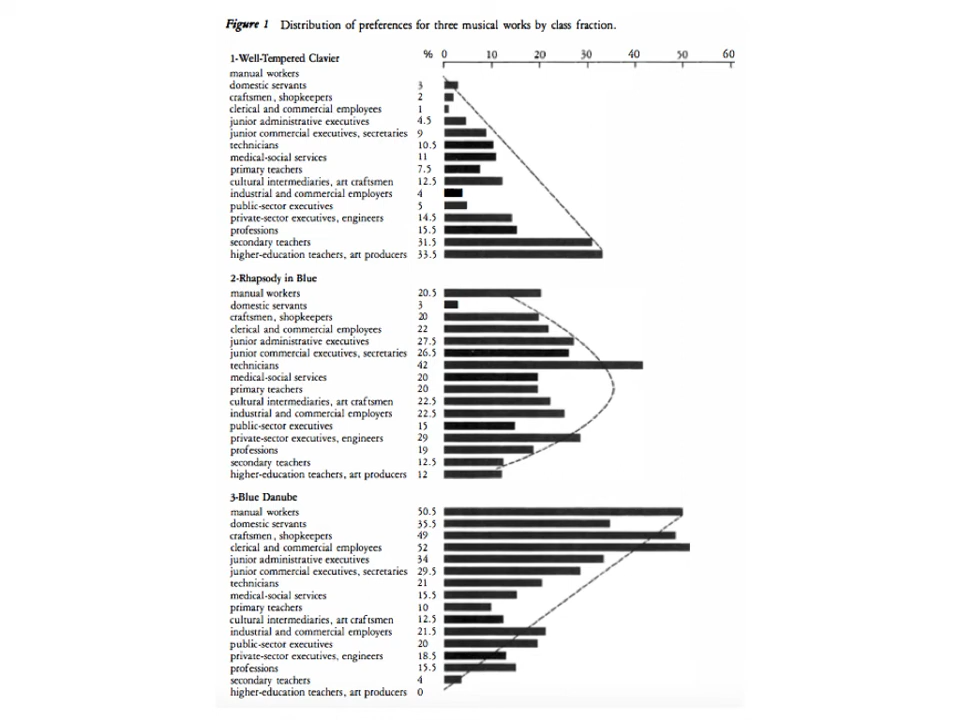 Figure 1 Distribution of preferences for three musical works by class fraction.
% 0 10 20 30 40 50 60
1-Well-Tempered Clavier
manual workers
domestic servants 3
craftsmen, shopkeepers 2
clerical and commercial employees 1
junior administrative executives 4.5
junior commercial executives, secretaries 9
technicians 10.5
medical-social services 11
primary teachers 7.5
cultural intermediaries, art craftsmen 12.5
industrial and commercial employers 4
public-sector executives 5
private-sector executives, engineers 14.5
professions 15.5
secondary teachers 31.5
higher-education teachers, art producers 33.5
2-Rhapsody in Blue
manual workers 20.5
domestic servants 3
craftsmen, shopkeepers 20
clerical and commercial employees 22
junior administrative executives 27.5
junior commercial executives, secretaries 26.5
technicians 42
medical-social services 20
primary teachers 20
cultural intermediaries, art craftsmen 22.5
industrial and commercial employers 22.5
public-sector executives 15
private-sector executives, engineers 29
professions 19
secondary teachers 12.5
higher-education teachers, art producers 12
3-Blue Danube
manual workers 50.5
domestic servants 35.5
craftsmen, shopkeepers 49
clerical and commercial employees 52
junior administrative executives 34
junior commercial executives, secretaries 29.5
technicians 21
medical-social services 15.5
primary teachers 10
cultural intermediaries, art craftsmen 12.5
industrial and commercial employers 21.5
public-sector executives 20
private-sector executives, engineers 18.5
professions 15.5
secondary teachers 4
higher-education teachers, art producers 0